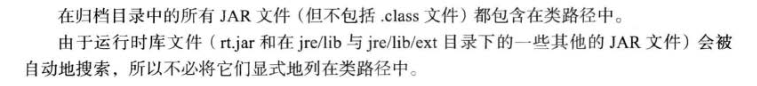 在归档目录中的所有 JAR 文件（但不包括 .class 文件）都包含在类路径中。
由于运行时库文件（ rt.jar 和在 jre/lib 与 jre/lib/ext 目录下的一些其他的 JAR 文件）会被
自动地搜索，所以不必将它们显式地列在类路径中。